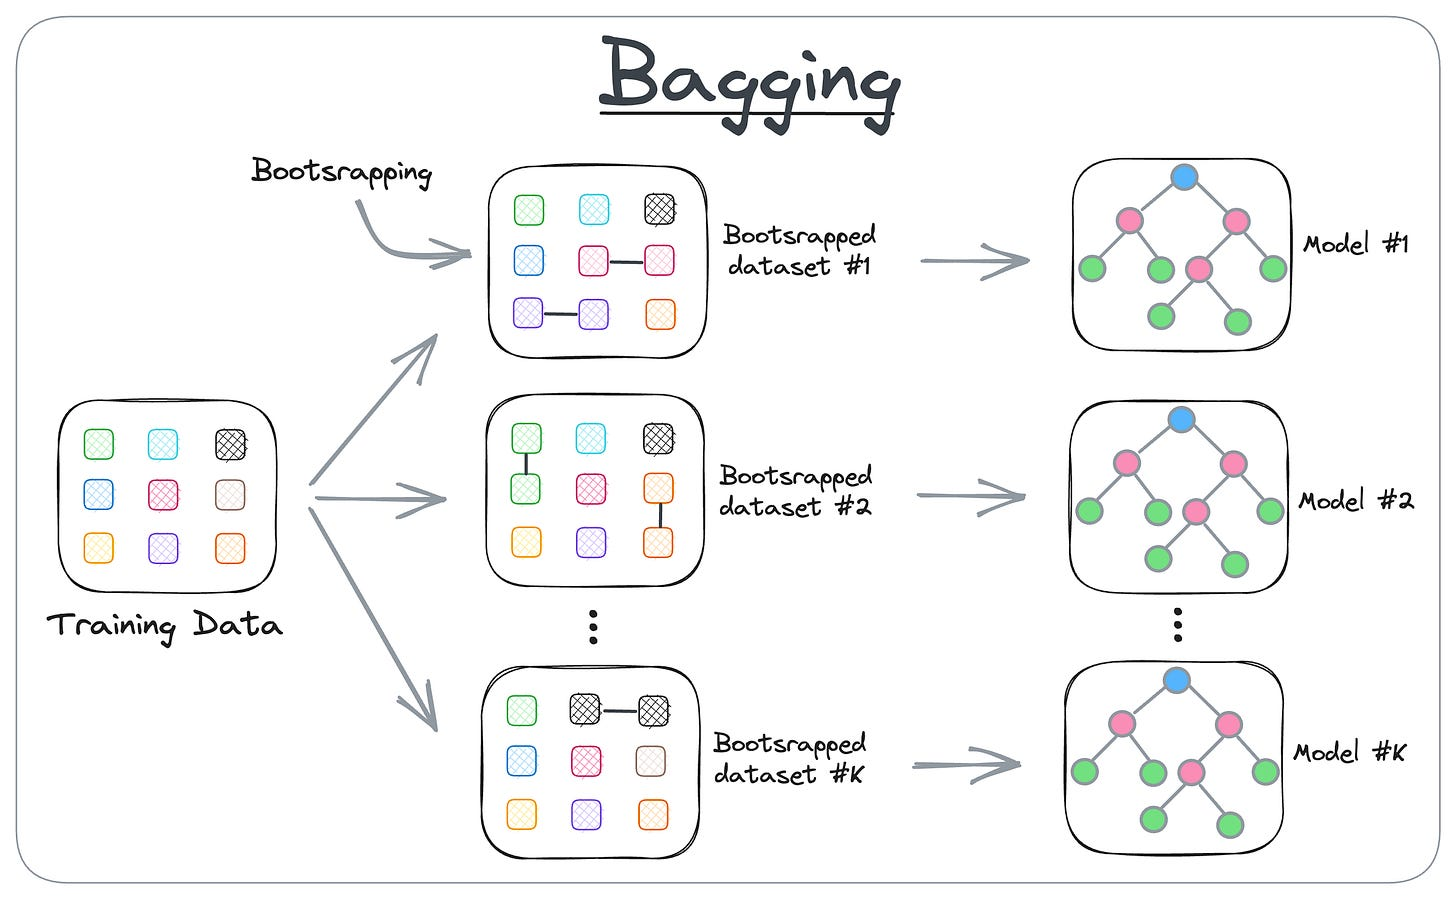 Bagging
Bootsrapping
Bootsrapped
dataset #1
Model #1
Bootsrapped
dataset #2
Model #2
Training Data
Bootsrapped
dataset #K
Model #K